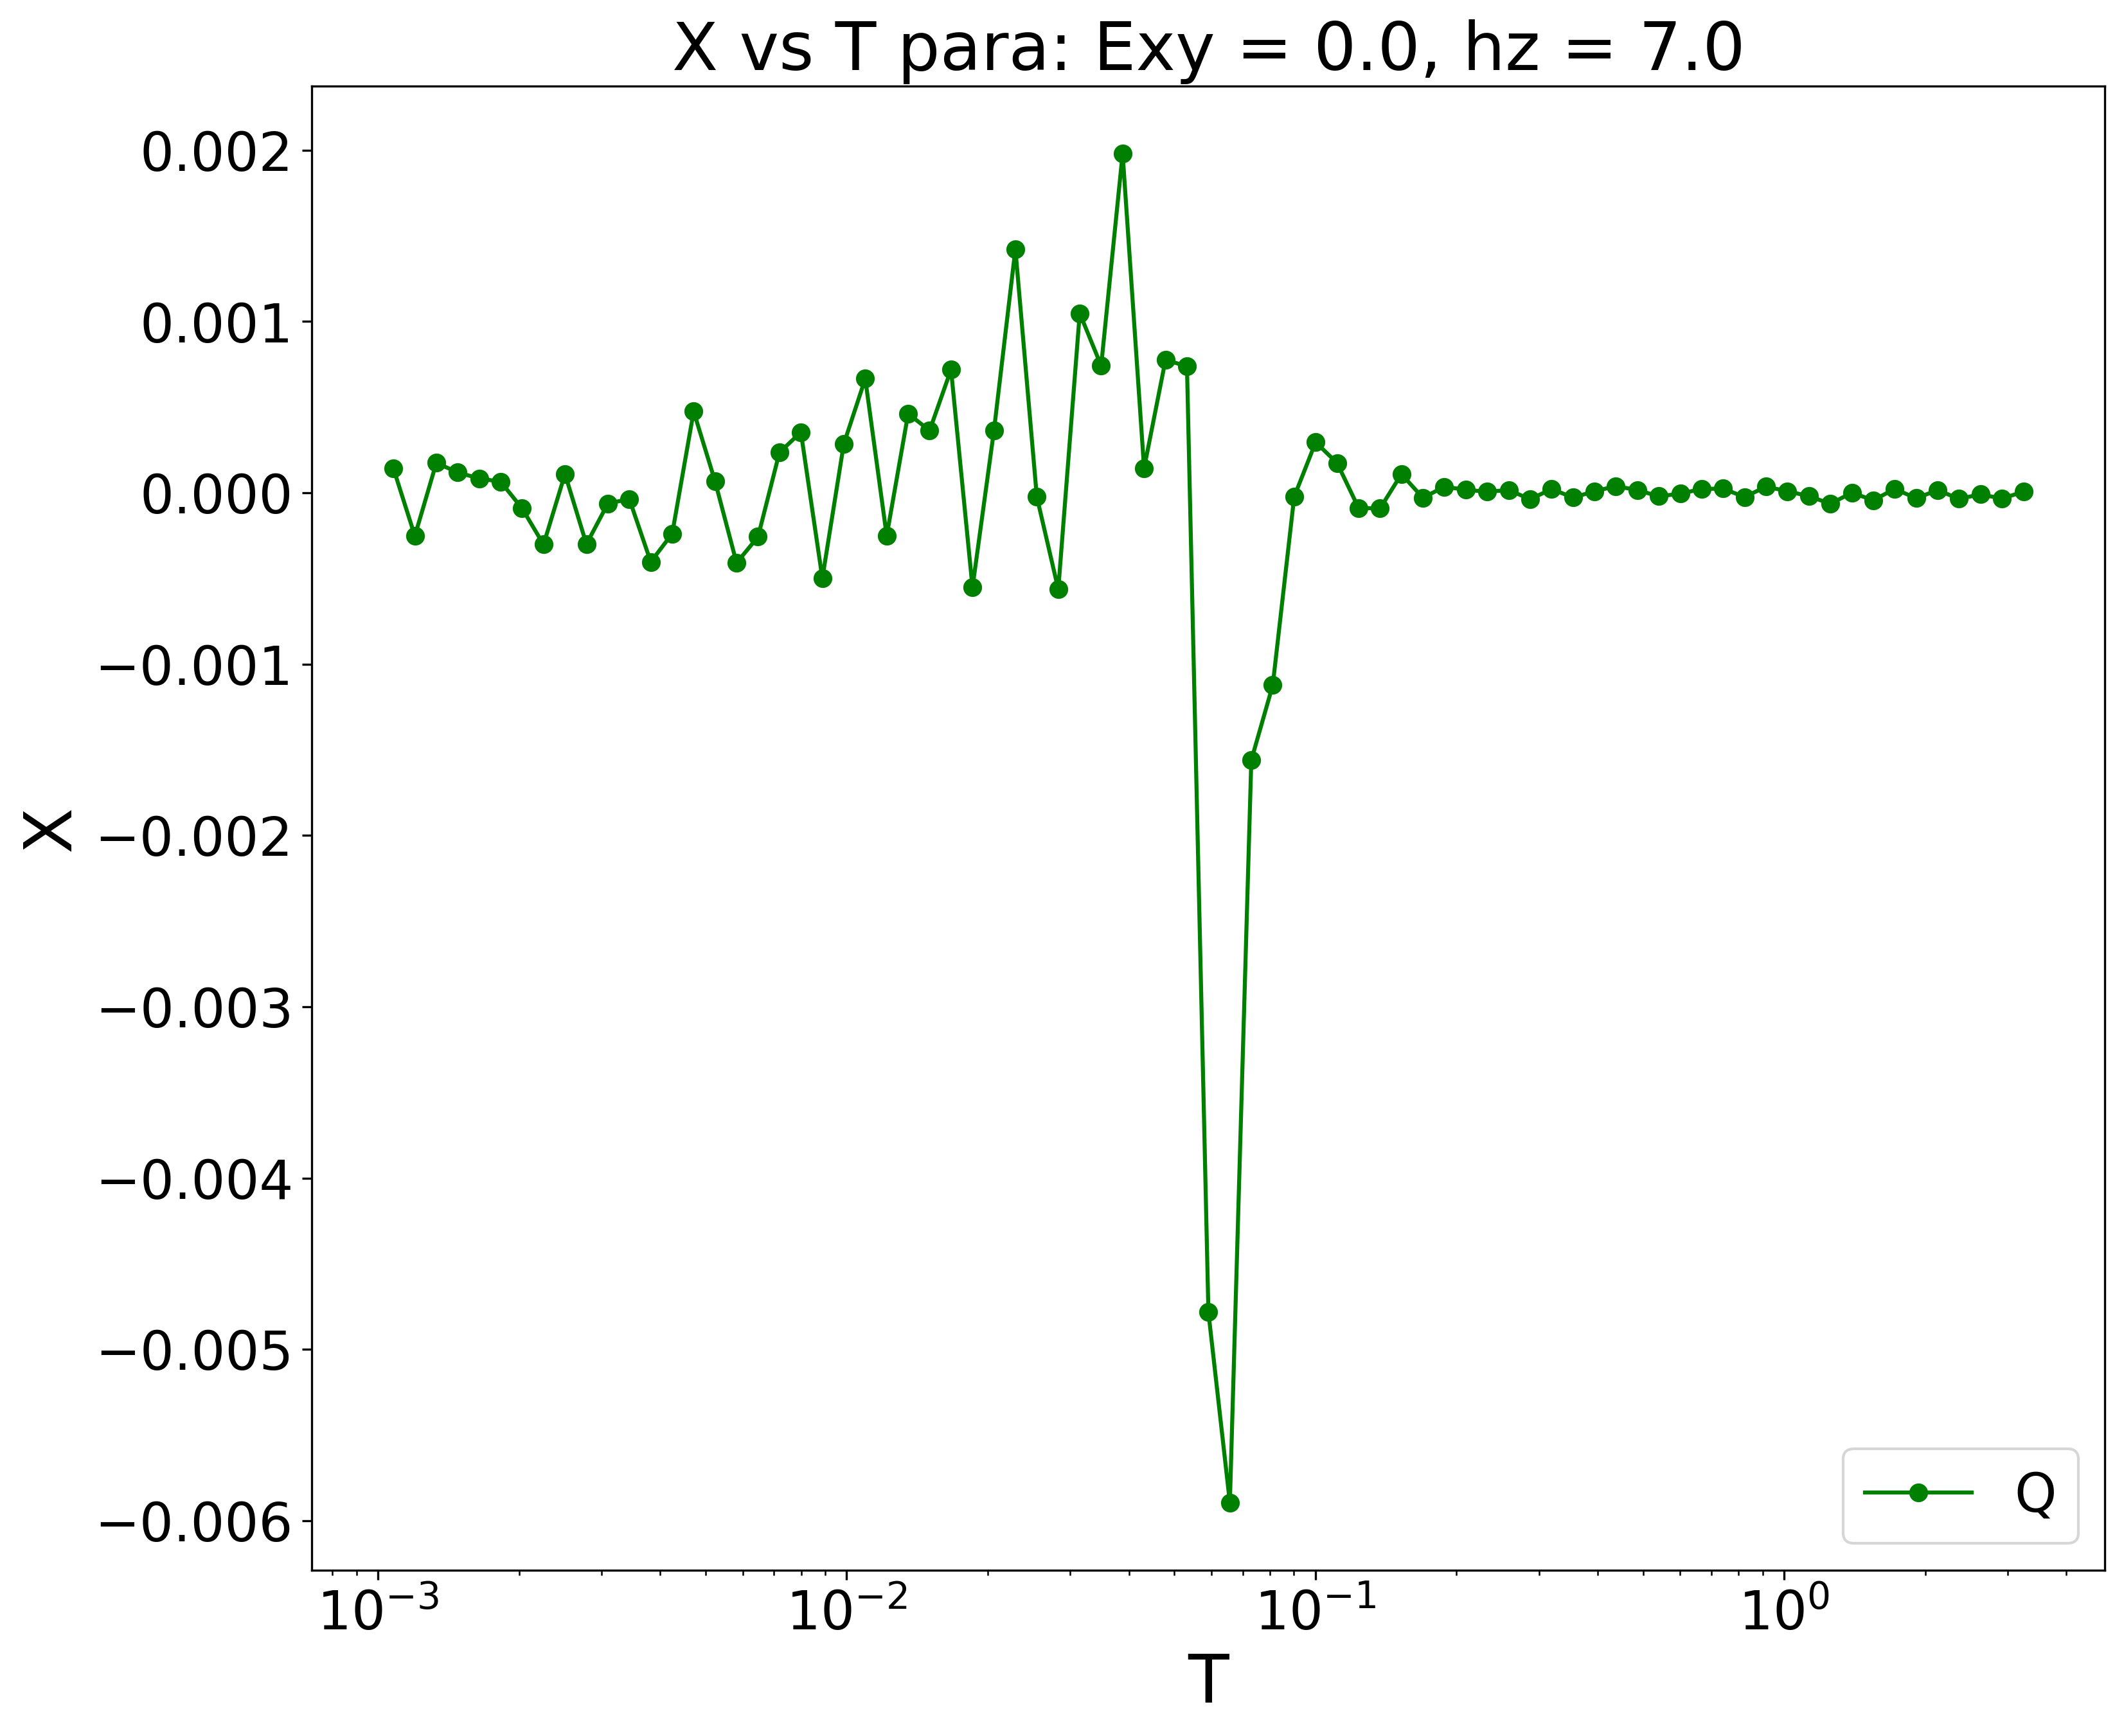 X vs T para: Exy = 0.0, hz = 7.0
0.002
0.001
0.000
−0.001
−0.002
−0.003
−0.004
−0.005
−0.006
X
Q
10⁻³ 10⁻² 10⁻¹ 10⁰
T